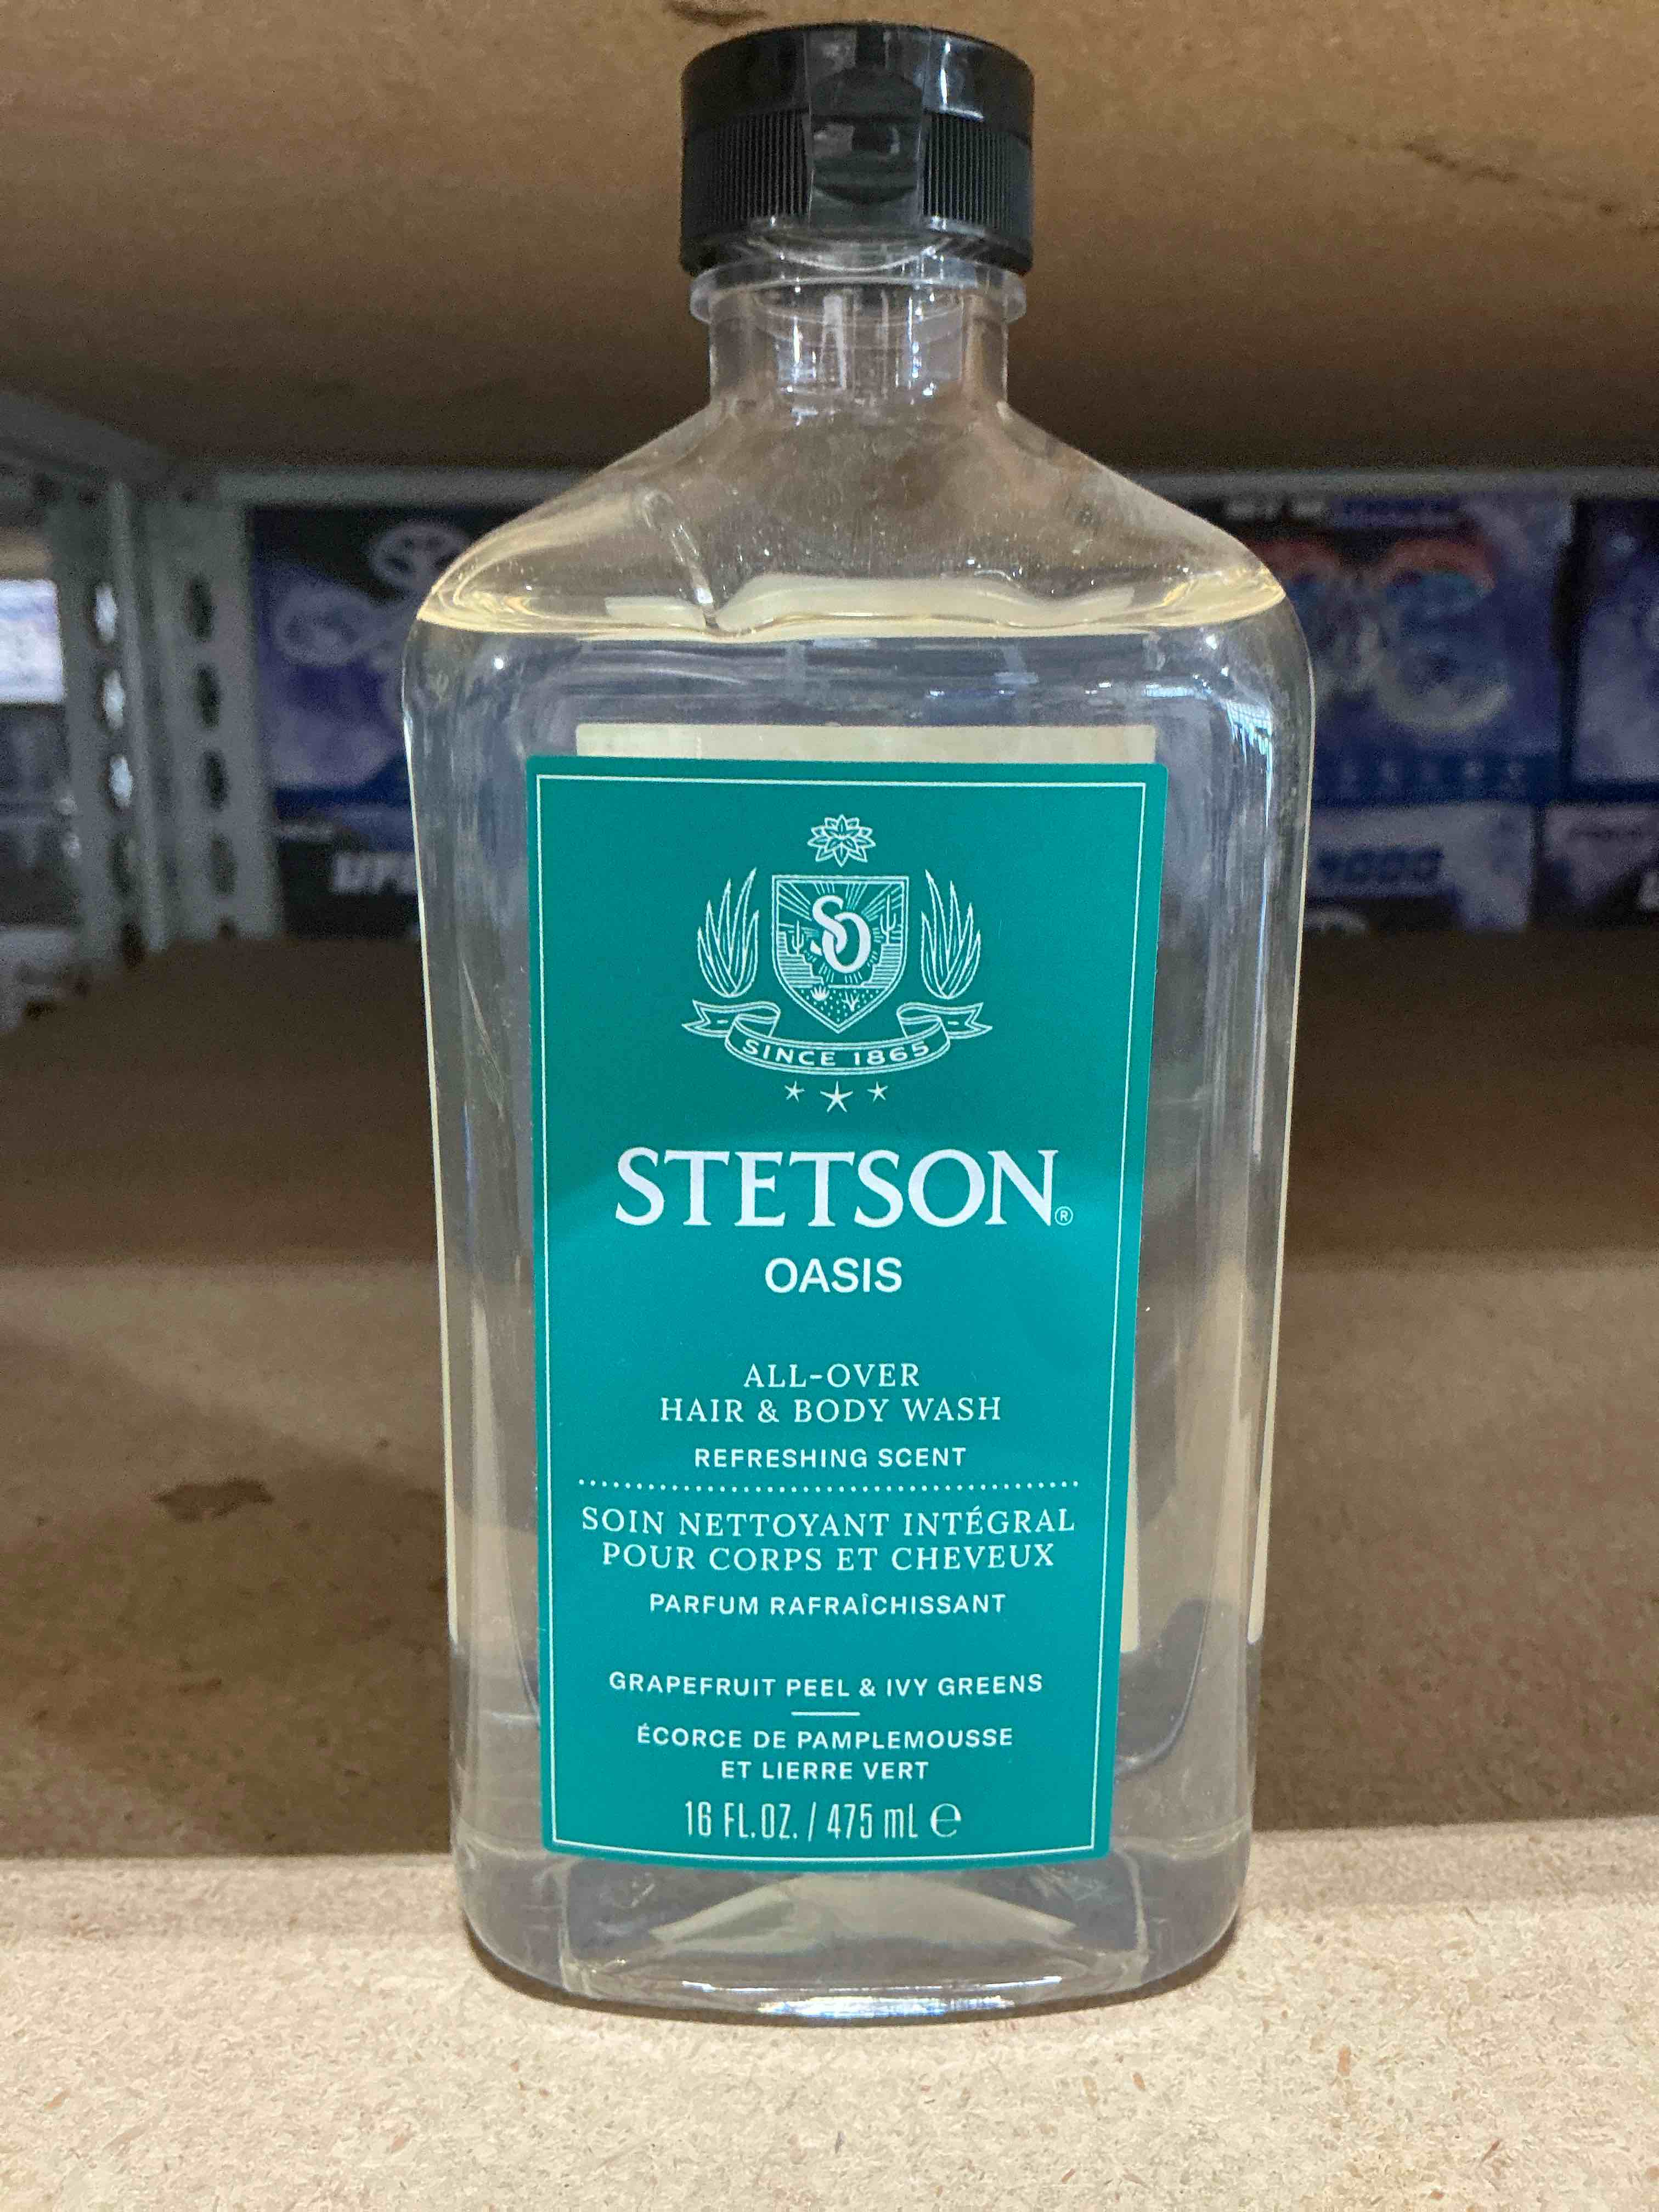 SO
SINCE 1865
STETSON®
OASIS
ALL-OVER
HAIR & BODY WASH
REFRESHING SCENT
SOIN NETTOYANT INTÉGRAL
POUR CORPS ET CHEVEUX
PARFUM RAFRAÎCHISSANT
GRAPEFRUIT PEEL & IVY GREENS
ÉCORCE DE PAMPLEMOUSSE
ET LIERRE VERT
16 FL.OZ. / 475 mL ℮